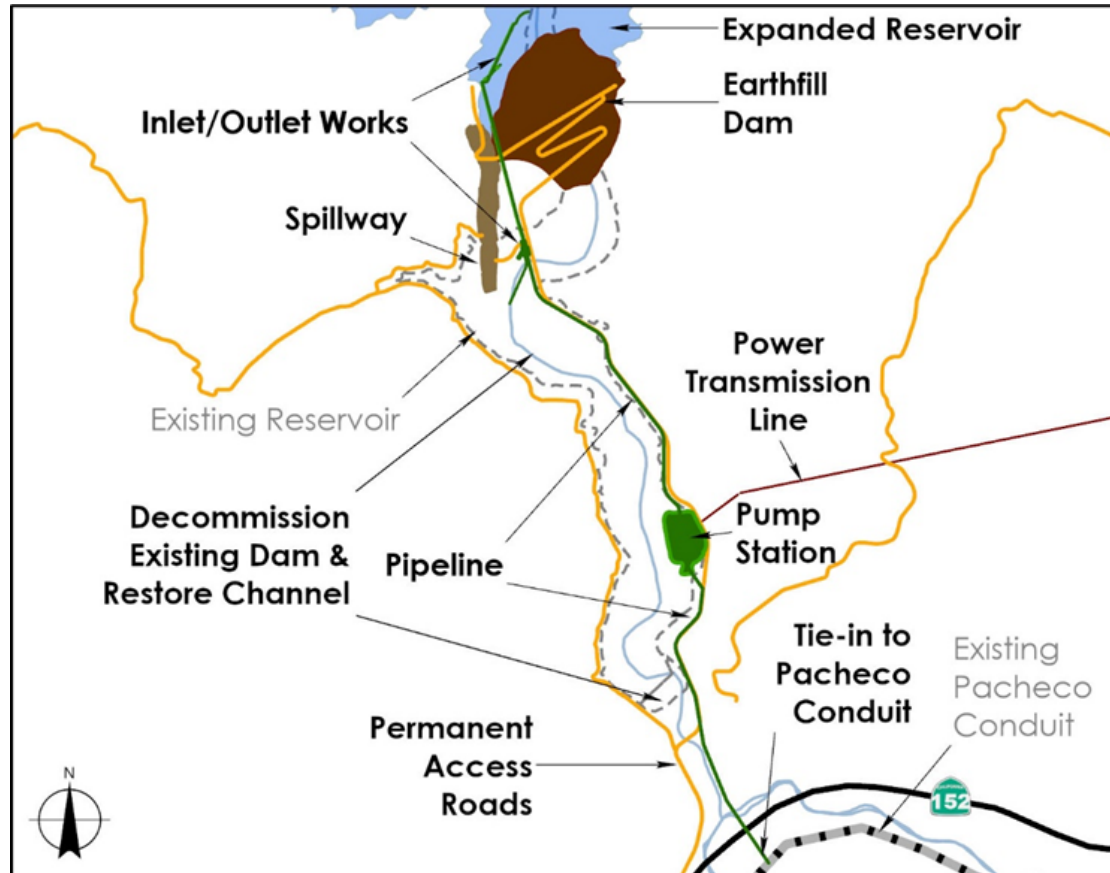 Expanded Reservoir
Earthfill
Dam
Inlet/Outlet Works
Spillway
Existing Reservoir
Power
Transmission
Line
Decommission
Existing Dam &
Restore Channel
Pipeline
Pump
Station
Tie-in to
Pacheco
Conduit
Existing
Pacheco
Conduit
Permanent
Access
Roads
N
152